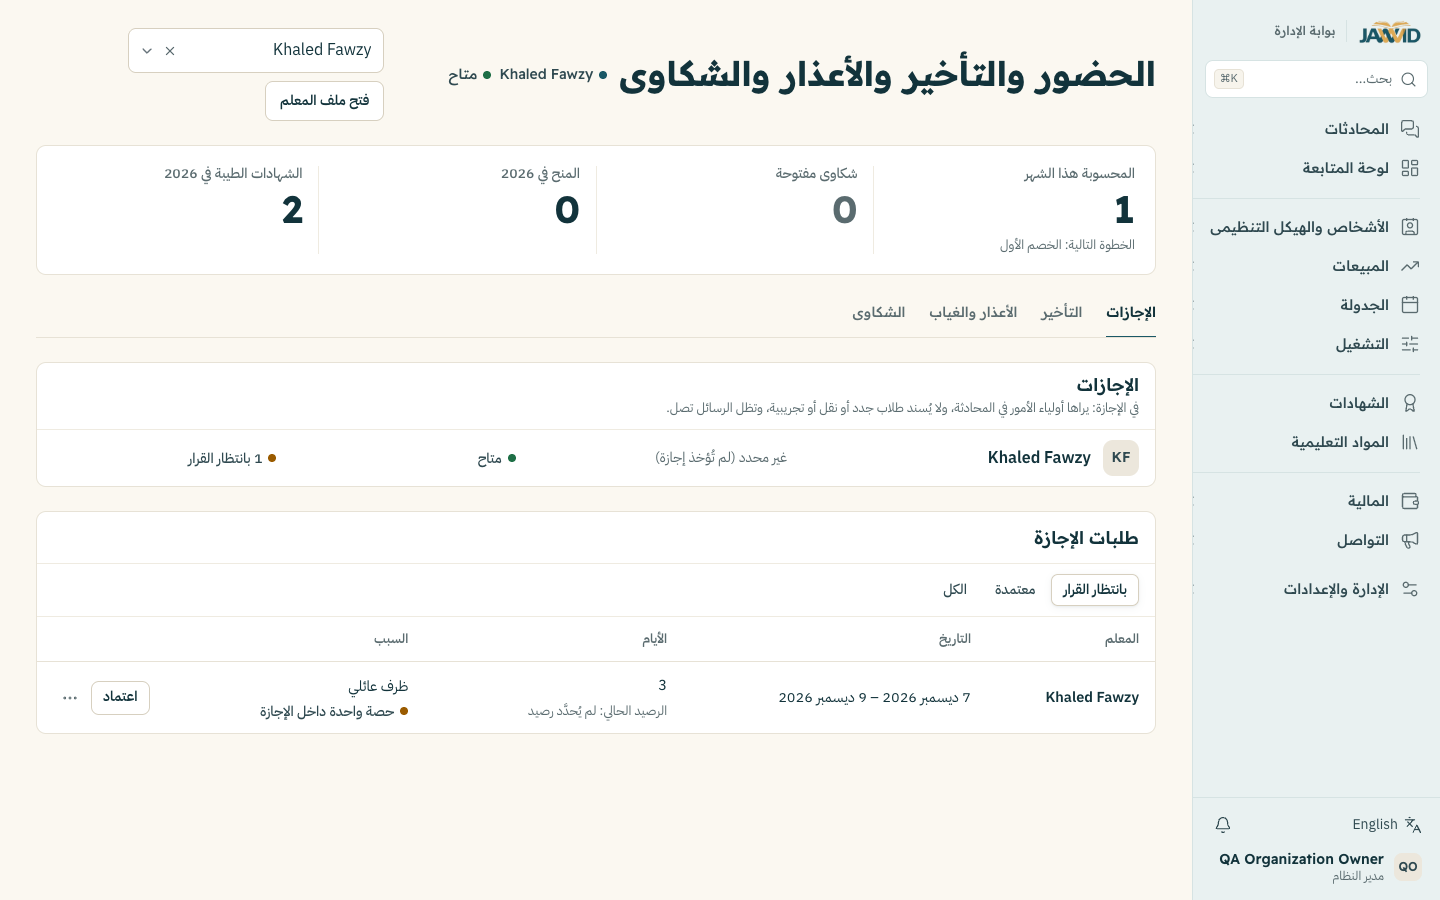 JAWWID
بوابة الإدارة
بحث...
⌘K
المحادثات
لوحة المتابعة
الأشخاص والهيكل التنظيمي
المبيعات
الجدولة
التشغيل
الشهادات
المواد التعليمية
المالية
التواصل
الإدارة والإعدادات
English
QO
QA Organization Owner
مدير النظام
الحضور والتأخير والأعذار والشكاوى
Khaled Fawzy
متاح
Khaled Fawzy
فتح ملف المعلم
المحسوبة هذا الشهر
1
الخطوة التالية: الخصم الأول
شكاوى مفتوحة
0
المنح في 2026
0
الشهادات الطيبة في 2026
2
الإجازات
التأخير
الأعذار والغياب
الشكاوى
الإجازات
في الإجازة: يراها أولياء الأمور في المحادثة، ولا يُسند طلاب جدد أو نقل أو تجريبية، وتظل الرسائل تصل.
KF
Khaled Fawzy
غير محدد (لم تُؤخذ إجازة)
متاح
1 بانتظار القرار
طلبات الإجازة
بانتظار القرار
معتمدة
الكل
المعلم
التاريخ
الأيام
السبب
Khaled Fawzy
7 ديسمبر 2026 – 9 ديسمبر 2026
3
الرصيد الحالي: لم يُحدَّد رصيد
ظرف عائلي
حصة واحدة داخل الإجازة
اعتماد